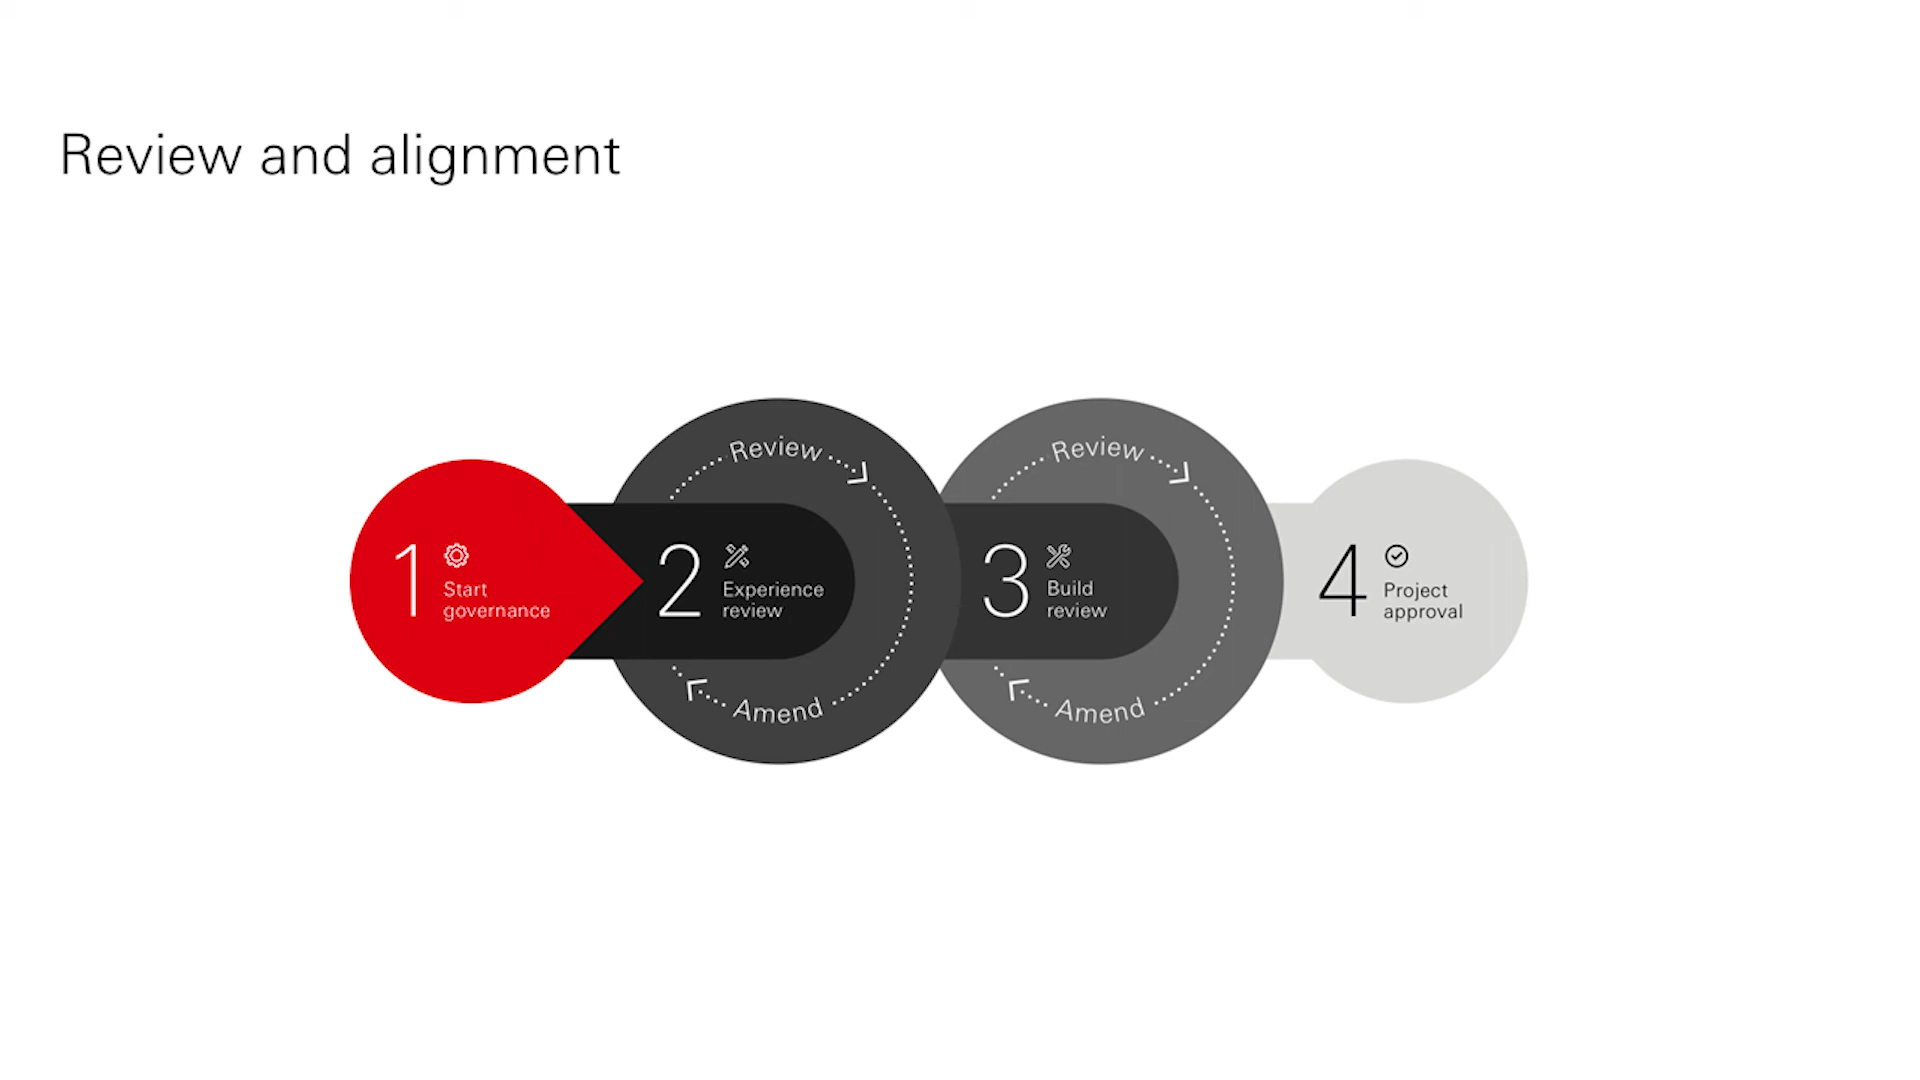 Review and alignment
1
Start
governance
Review
2
Experience
review
Amend
Review
3
Build
review
Amend
4
Project
approval